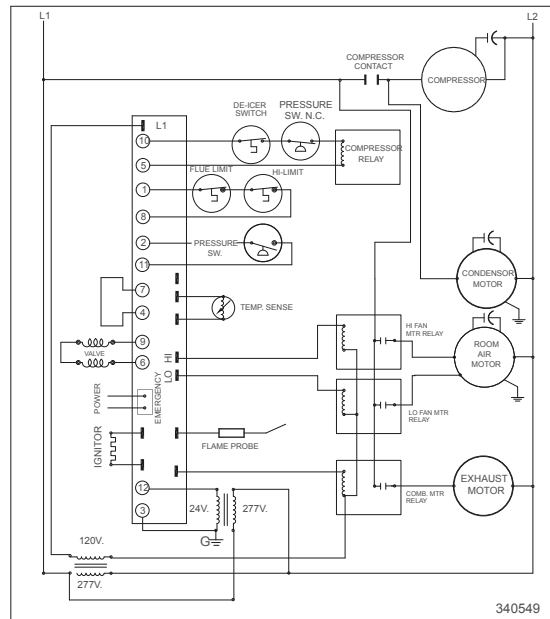 L1
L2
COMPRESSOR
CONTACT
COMPRESSOR
L1
DE-ICER
SWITCH
PRESSURE
SW. N.C.
10
COMPRESSOR
RELAY
5
FLUE LIMIT
HI-LIMIT
1
8
2
PRESSURE
SW.
11
7
CONDENSOR
MOTOR
TEMP. SENSE
4
HI FAN
MTR RELAY
9
VALVE
HI
ROOM
AIR
MOTOR
6
LO
POWER
EMERGENCY
LO FAN MTR
RELAY
IGNITOR
FLAME PROBE
EXHAUST
MOTOR
12
COMB. MTR
RELAY
24V.
277V.
3
G
120V.
277V.
340549